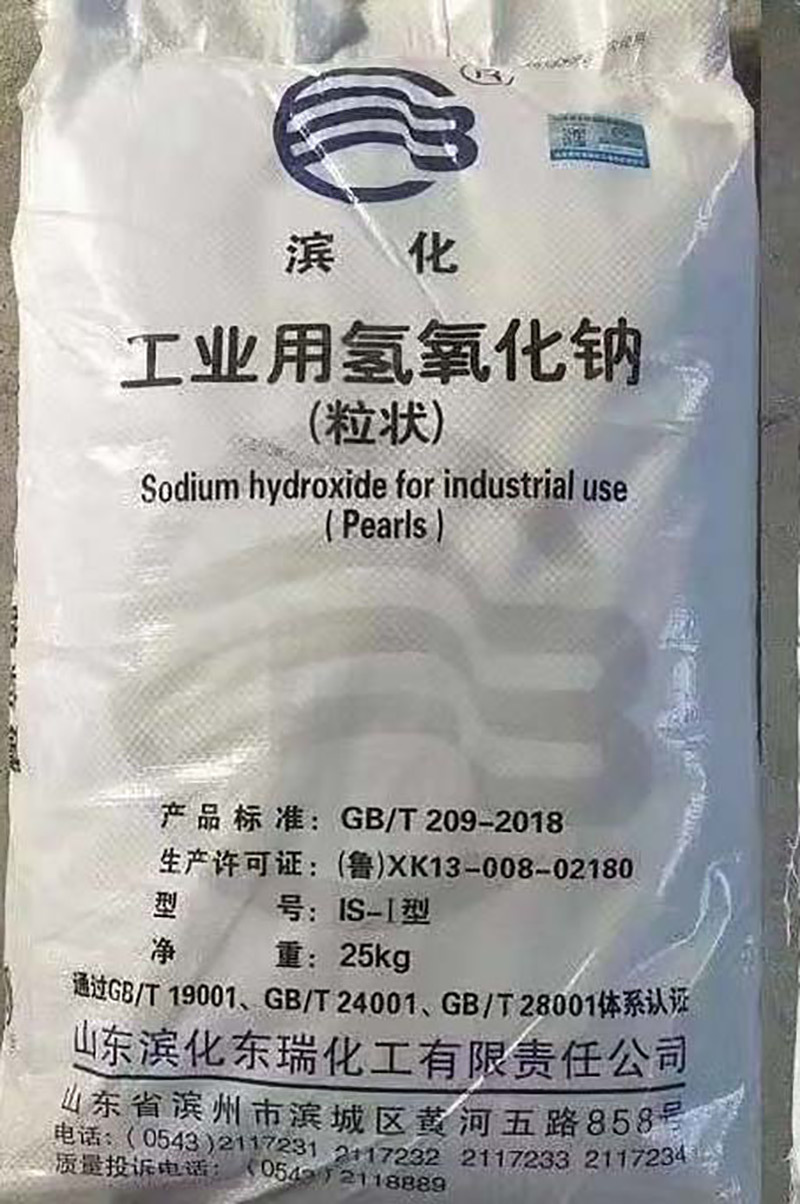 滨 化
工业用氢氧化钠
(粒状)
Sodium hydroxide for industrial use
( Pearls )
产品标准: GB/T 209-2018
生产许可证: (鲁)XK13-008-02180
型 号: IS-I型
净 重: 25kg
通过GB/T 19001、GB/T 24001、GB/T 28001体系认证
山东滨化东瑞化工有限责任公司
山东省滨州市滨城区黄河五路858号
电话: (0543)2117231 2117232 2117233 2117234
质量投诉电话: (0543)2118889